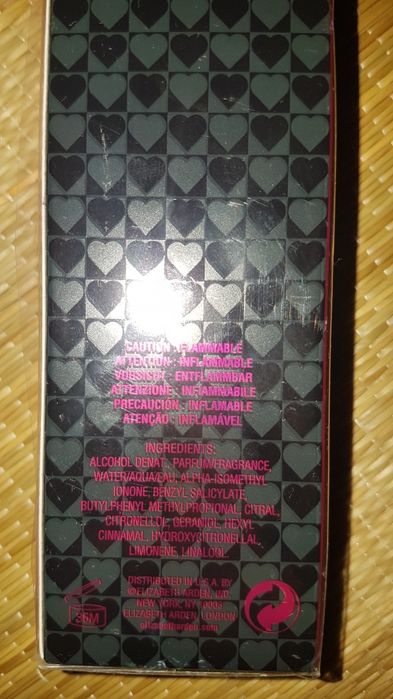 CAUTION : FLAMMABLE
ATTENTION : INFLAMMABLE
VORSICHT : ENTFLAMMBAR
ATTENZIONE : INFIAMMABILE
PRECAUCIÓN : INFLAMABLE
ATENÇÃO : INFLAMÁVEL
INGREDIENTS:
ALCOHOL DENAT., PARFUM/FRAGRANCE,
WATER/AQUA/EAU, ALPHA-ISOMETHYL
IONONE, BENZYL SALICYLATE,
BUTYLPHENYL METHYLPROPIONAL, CITRAL,
CITRONELLOL, GERANIOL, HEXYL
CINNAMAL, HYDROXYCITRONELLAL,
LIMONENE, LINALOOL.
DISTRIBUTED IN U.S.A. BY
©ELIZABETH ARDEN, INC.
NEW YORK, NY
ELIZABETH ARDEN, LONDON
elizabetharden.com
36M